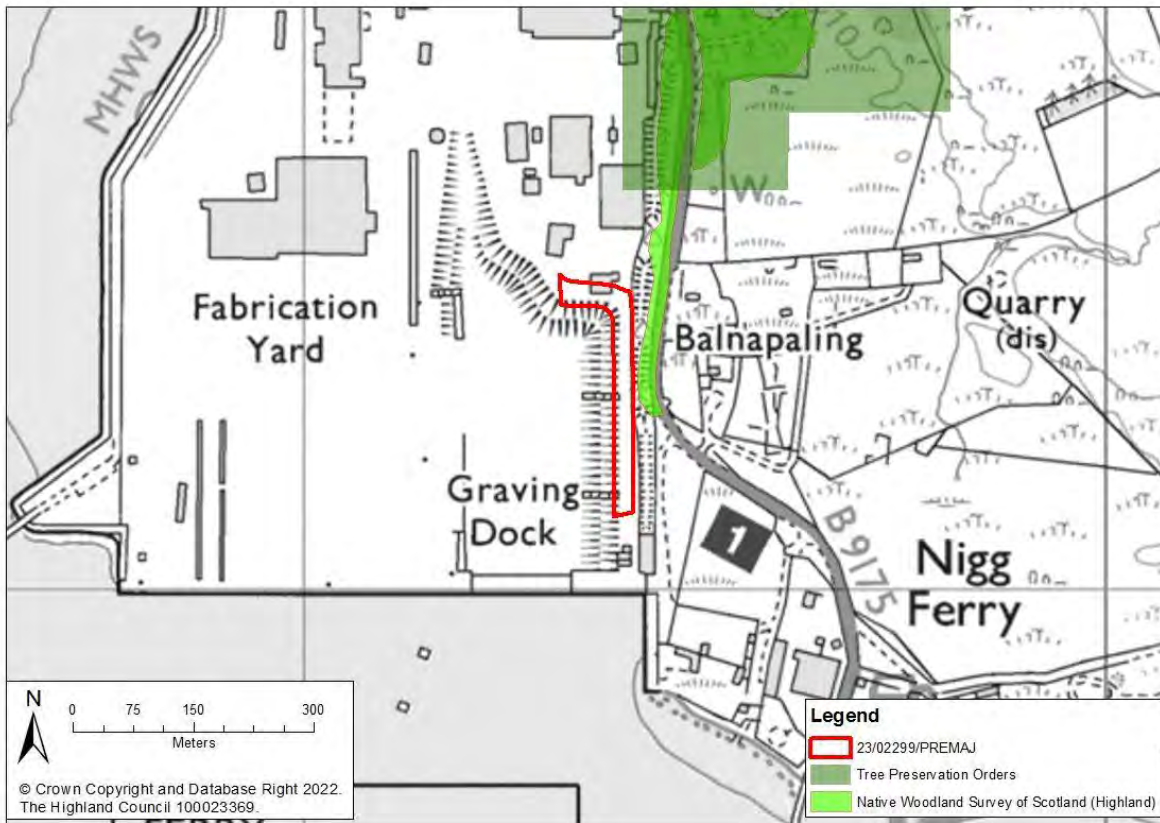 MHWS
Fabrication
Yard
Graving
Dock
Balnapaling
Quarry
(dis)
W
1
B9175
Nigg
Ferry
N
0 75 150 300
Meters
© Crown Copyright and Database Right 2022.
The Highland Council 100023369.
Legend
23/02299/PREMAJ
Tree Preservation Orders
Native Woodland Survey of Scotland (Highland)